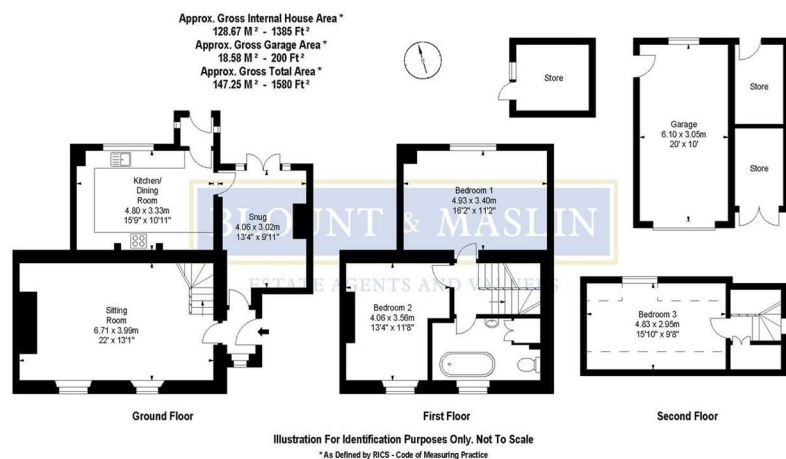 Approx. Gross Internal House Area *
128.67 M² - 1385 Ft²
Approx. Gross Garage Area *
18.58 M² - 200 Ft²
Approx. Gross Total Area *
147.25 M² - 1580 Ft²
Store
Garage
6.10 x 3.05m
20' x 10'
Store
Store
Kitchen/
Dining
Room
4.80 x 3.33m
15'9" x 10'11"
Snug
4.06 x 3.02m
13'4" x 9'11"
Bedroom 1
4.93 x 3.40m
16'2" x 11'2"
BLOUNT & MASLIN
ESTATE AGENTS AND VALUERS
Sitting
Room
6.71 x 3.99m
22' x 13'1"
Bedroom 2
4.06 x 3.56m
13'4" x 11'8"
Bedroom 3
4.83 x 2.95m
15'10" x 9'8"
Ground Floor
First Floor
Second Floor
Illustration For Identification Purposes Only. Not To Scale
* As Defined by RICS - Code of Measuring Practice